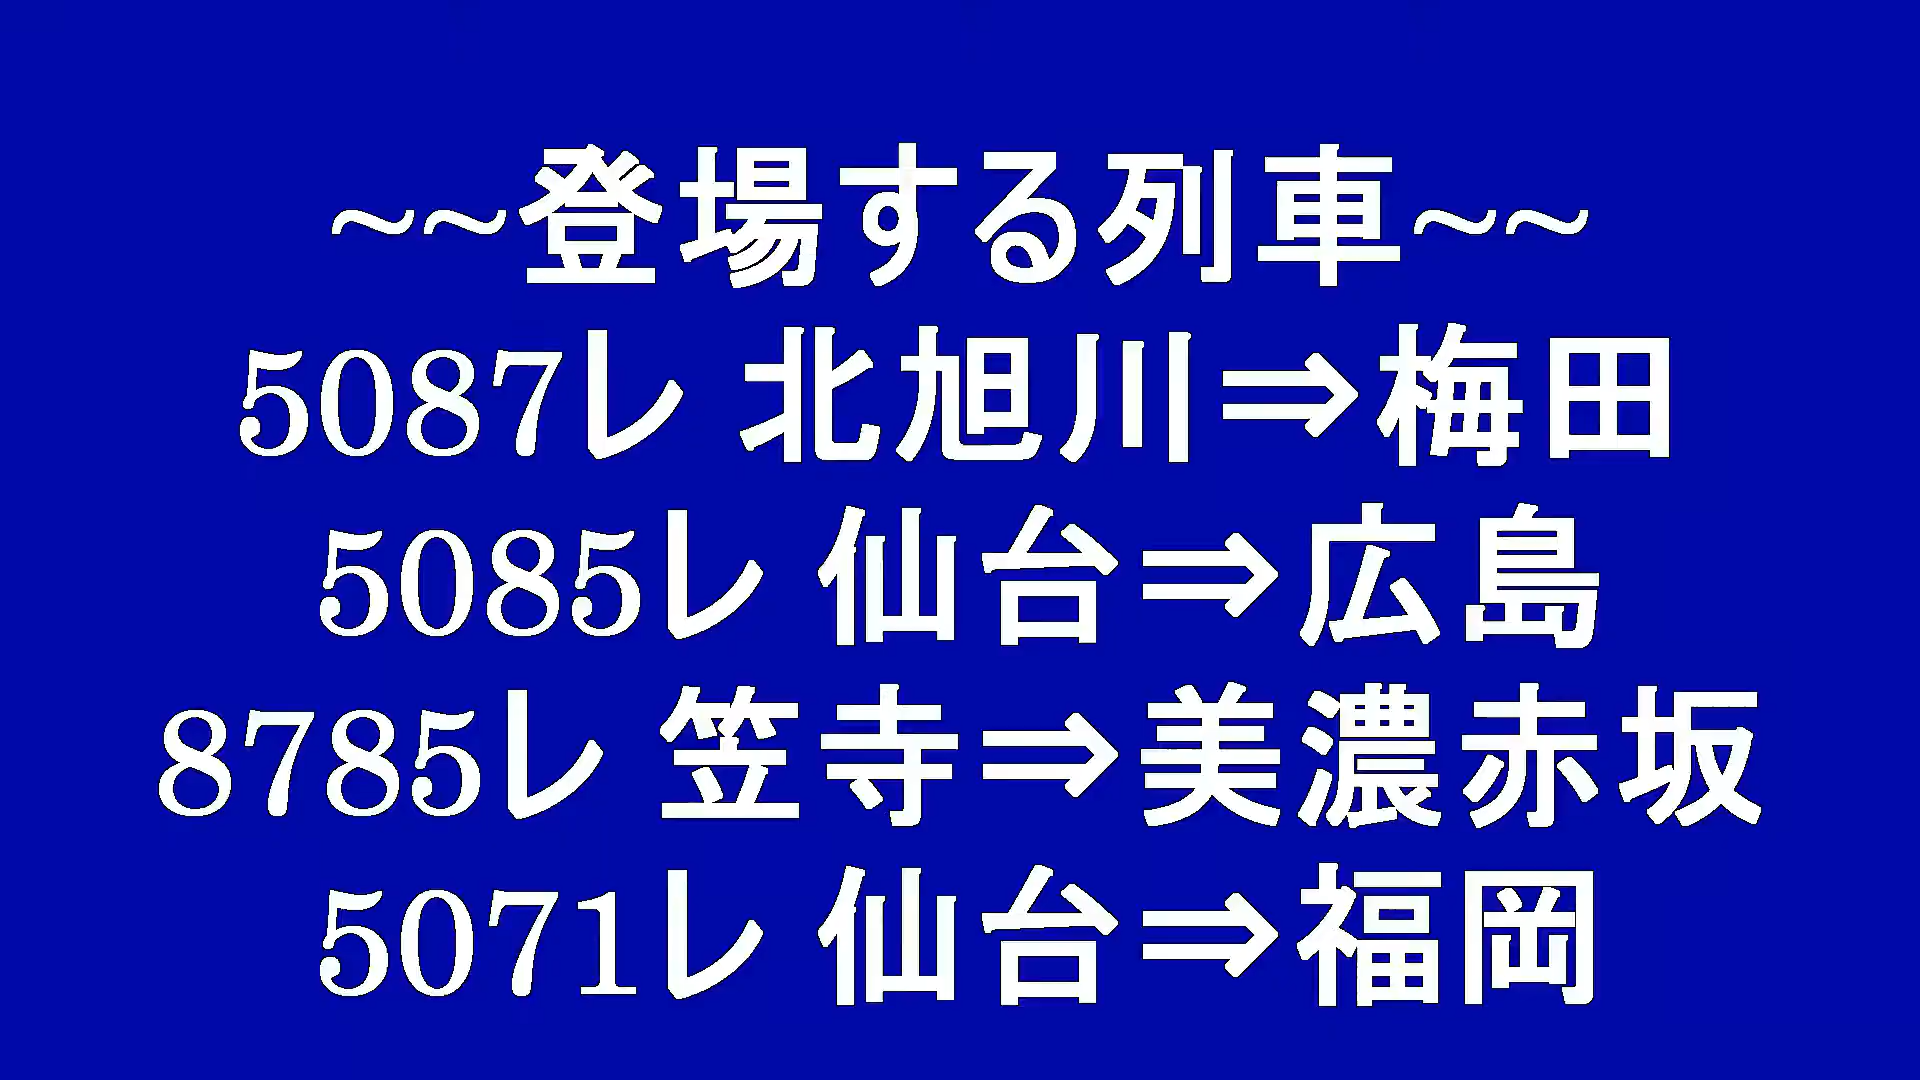 ~~登場する列車~~
5087レ 北旭川⇒梅田
5085レ 仙台⇒広島
8785レ 笠寺⇒美濃赤坂
5071レ 仙台⇒福岡